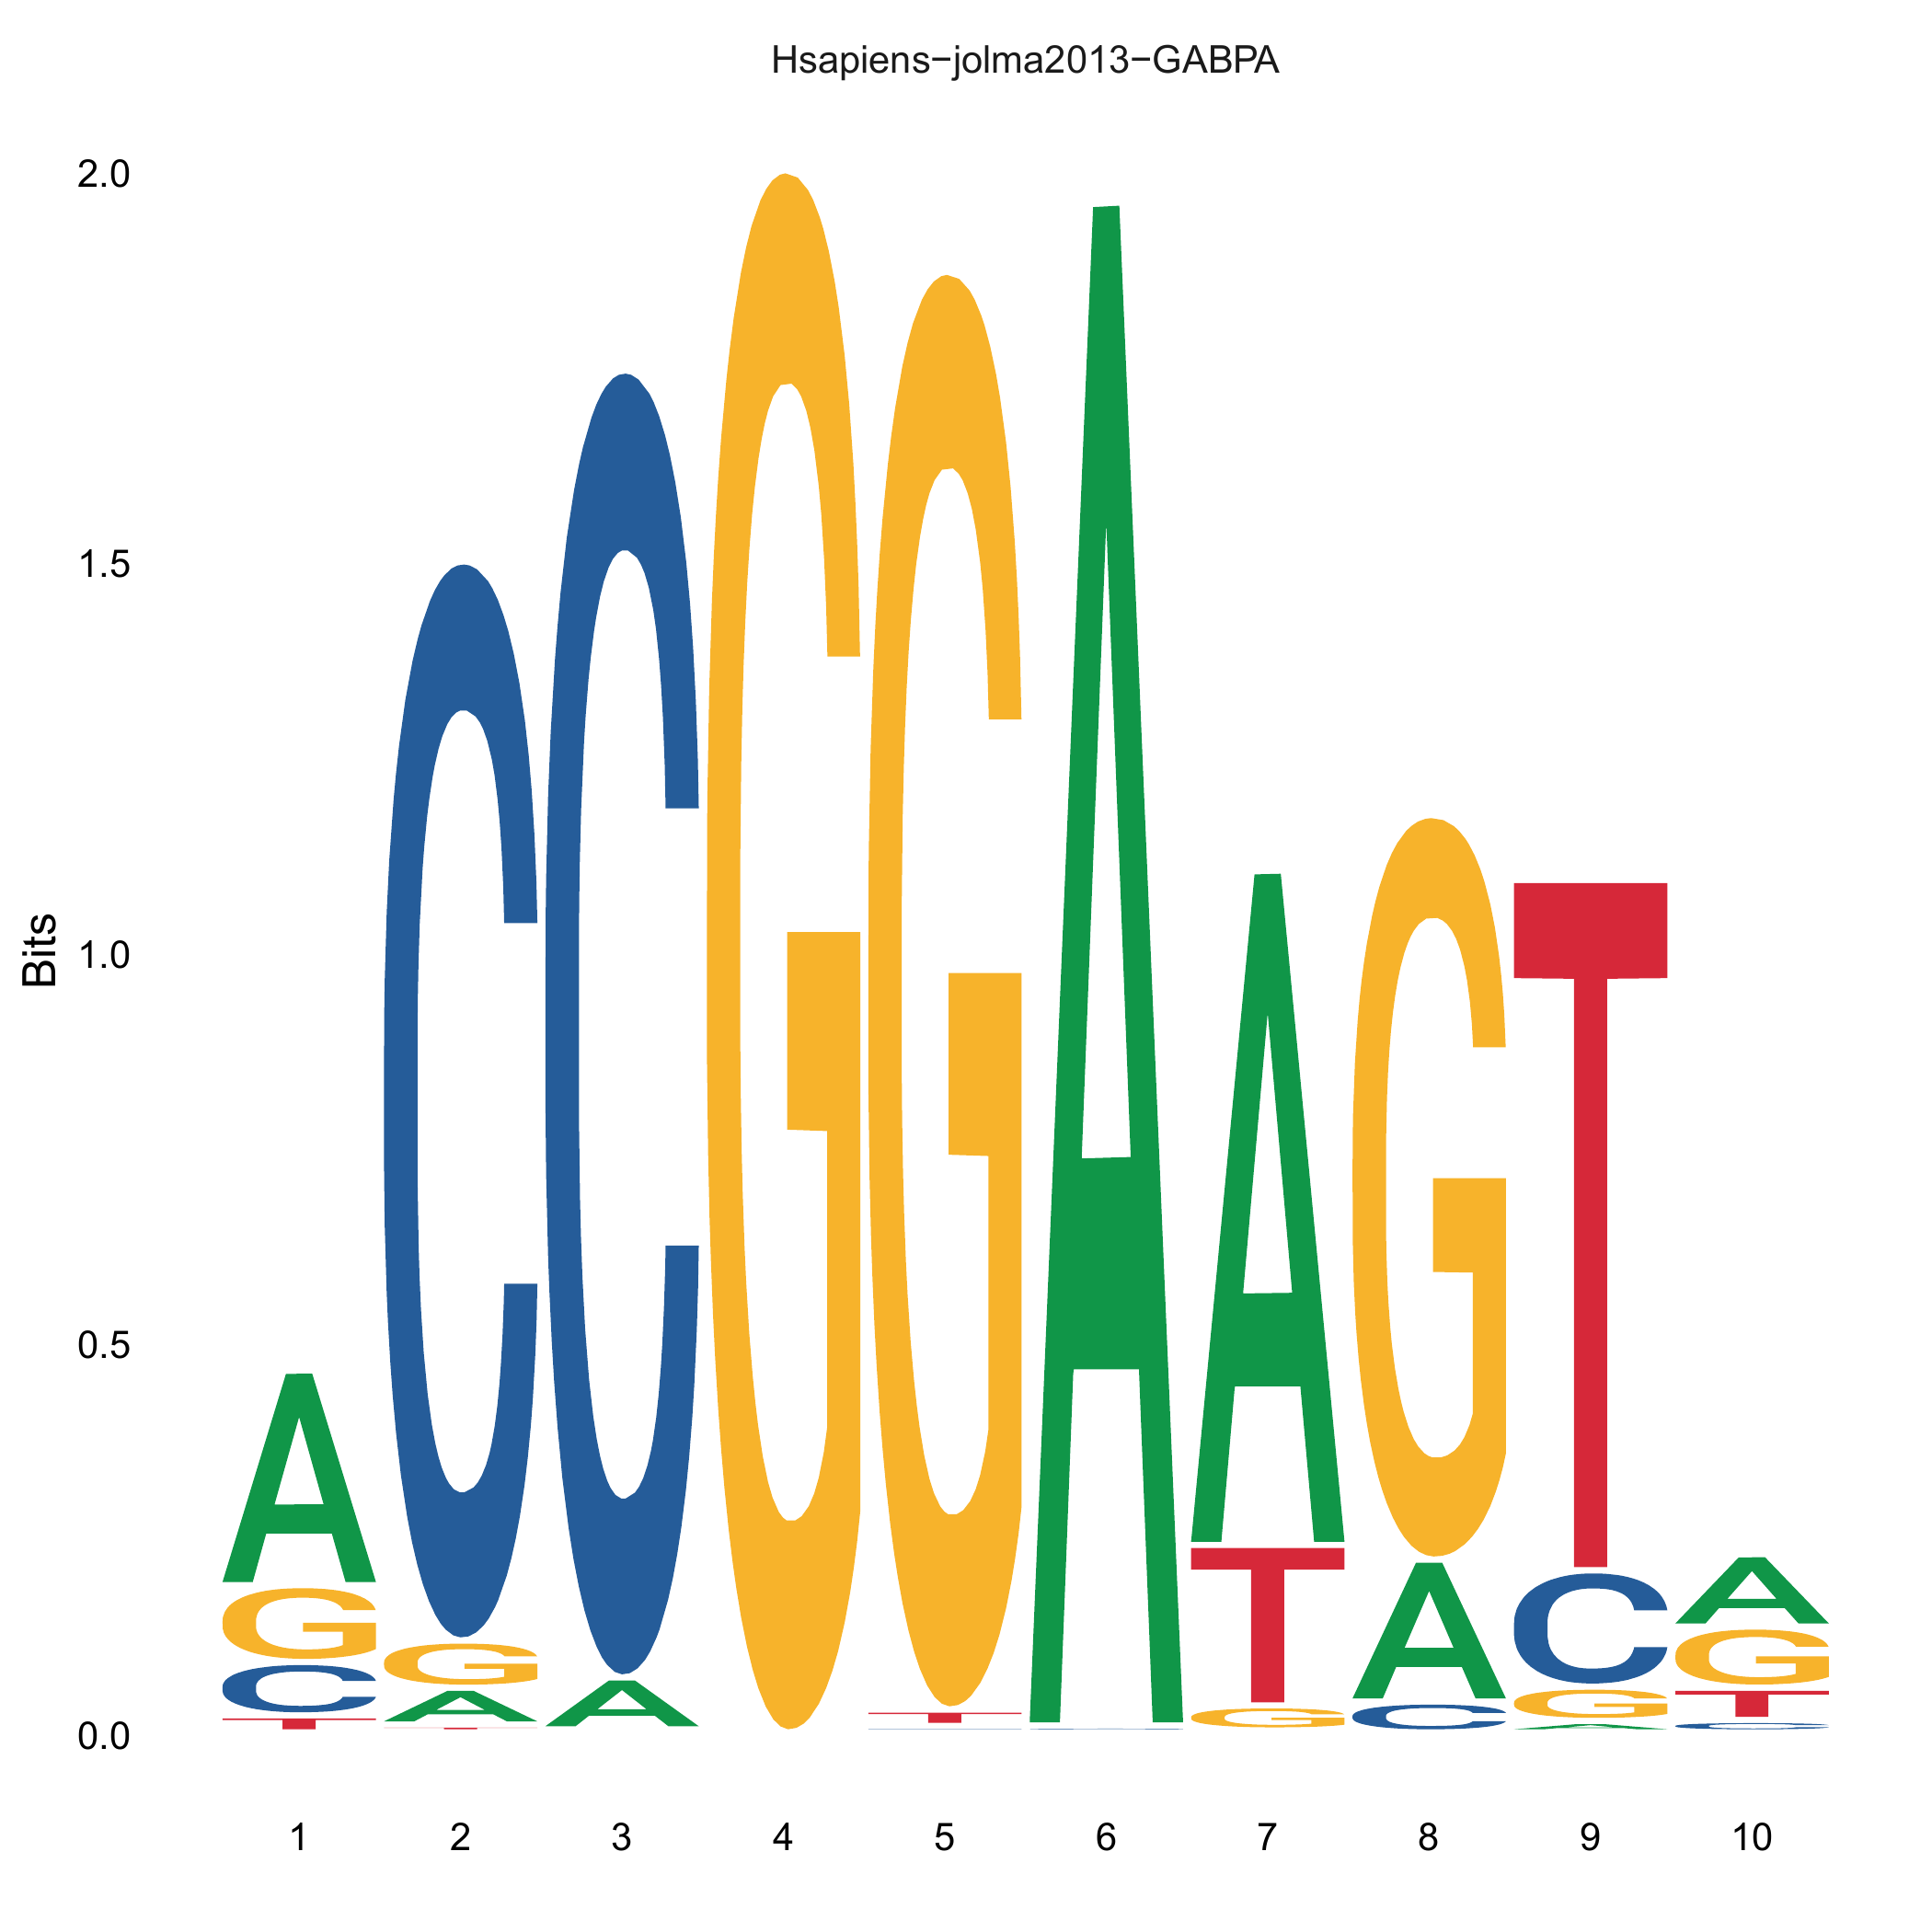 Hsapiens−jolma2013−GABPA
2.0
1.5
1.0
0.5
0.0
Bits
A C C G G A A G T A
G G A T T A C G
C A G C G T
T T A C
1 2 3 4 5 6 7 8 9 10